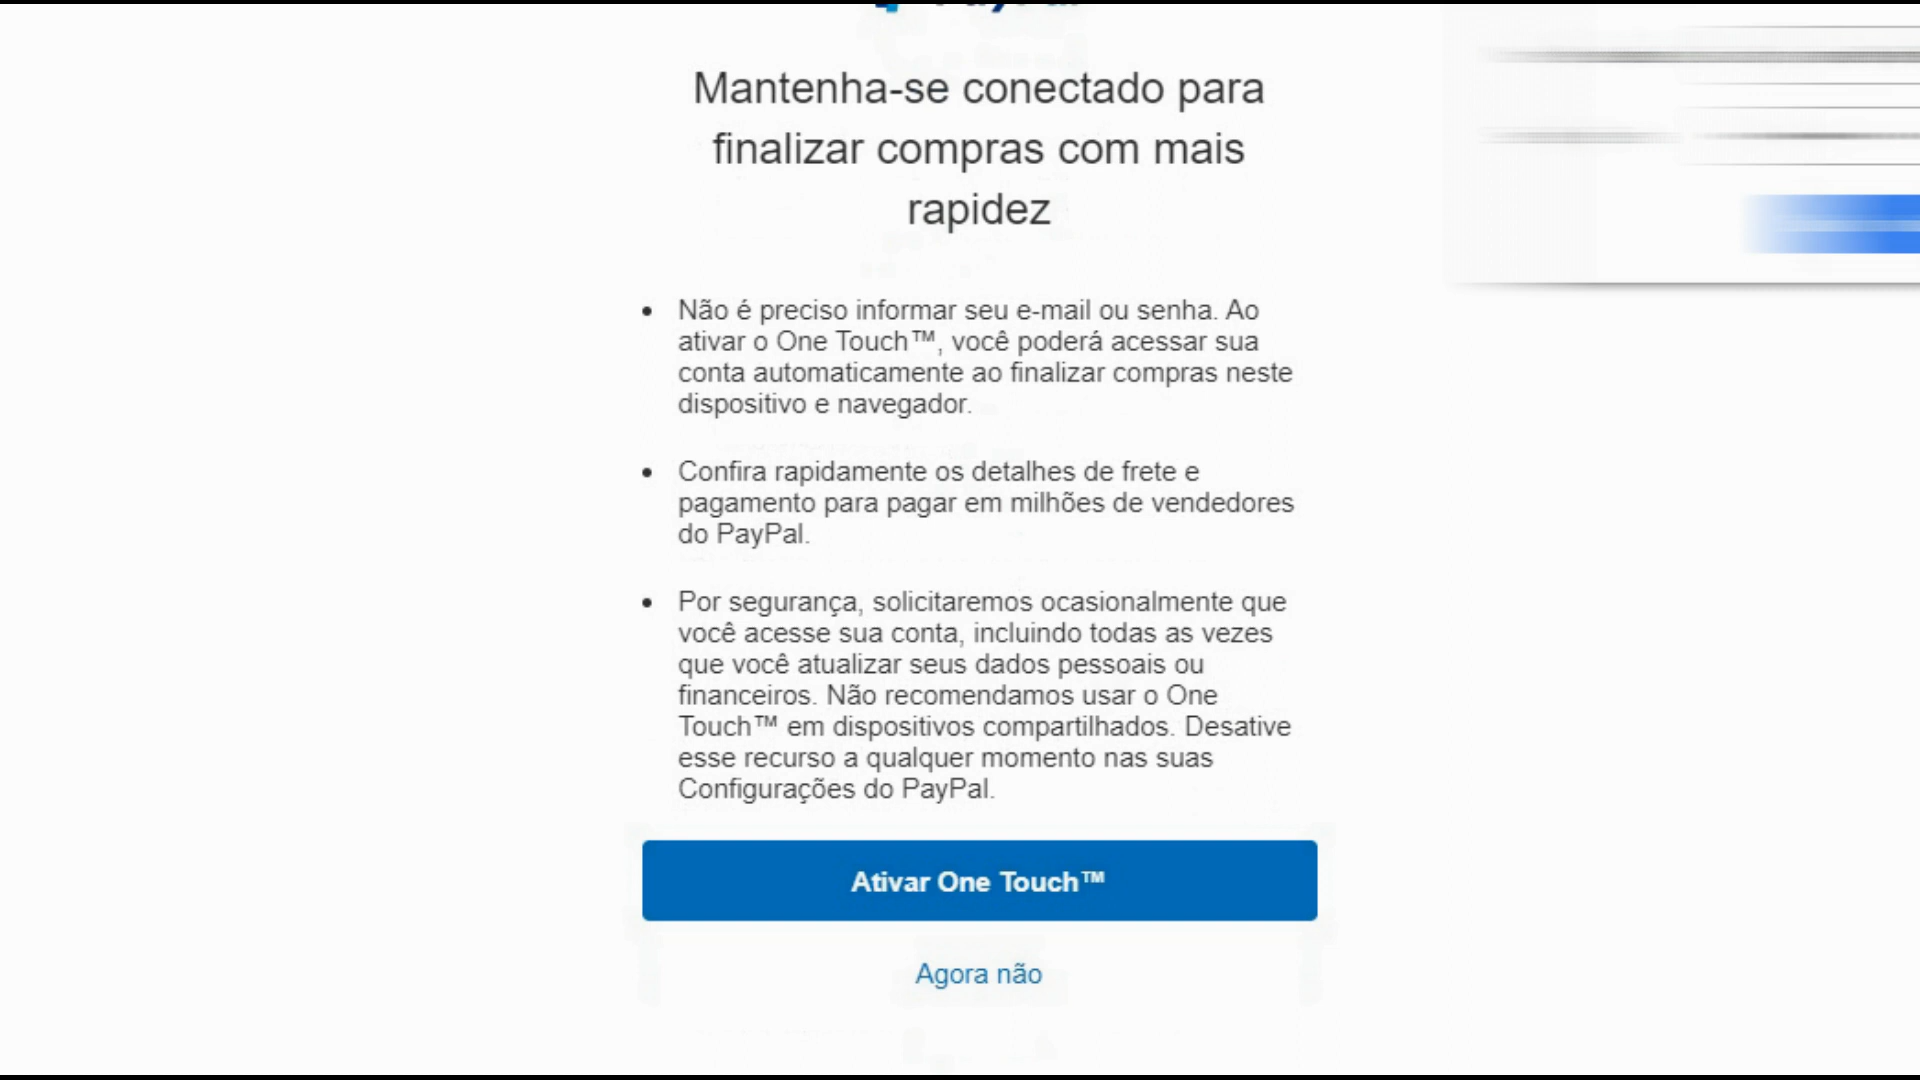 Mantenha-se conectado para
finalizar compras com mais
rapidez
• Não é preciso informar seu e-mail ou senha. Ao
ativar o One Touch™, você poderá acessar sua
conta automaticamente ao finalizar compras neste
dispositivo e navegador.
• Confira rapidamente os detalhes de frete e
pagamento para pagar em milhões de vendedores
do PayPal.
• Por segurança, solicitaremos ocasionalmente que
você acesse sua conta, incluindo todas as vezes
que você atualizar seus dados pessoais ou
financeiros. Não recomendamos usar o One
Touch™ em dispositivos compartilhados. Desative
esse recurso a qualquer momento nas suas
Configurações do PayPal.
Ativar One Touch™
Agora não